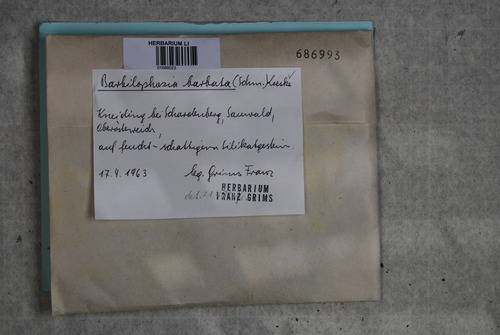 HERBARIUM LI
686993
Barbilophozia barbata (Schm.) Loeske
Kneiding bei Schardenberg, Sauwald,
Oberösterreich,
auf feucht-schattigem Silikatgestein.
17.4.1963 leg. Grims Franz
HERBARIUM
FRANZ GRIMS